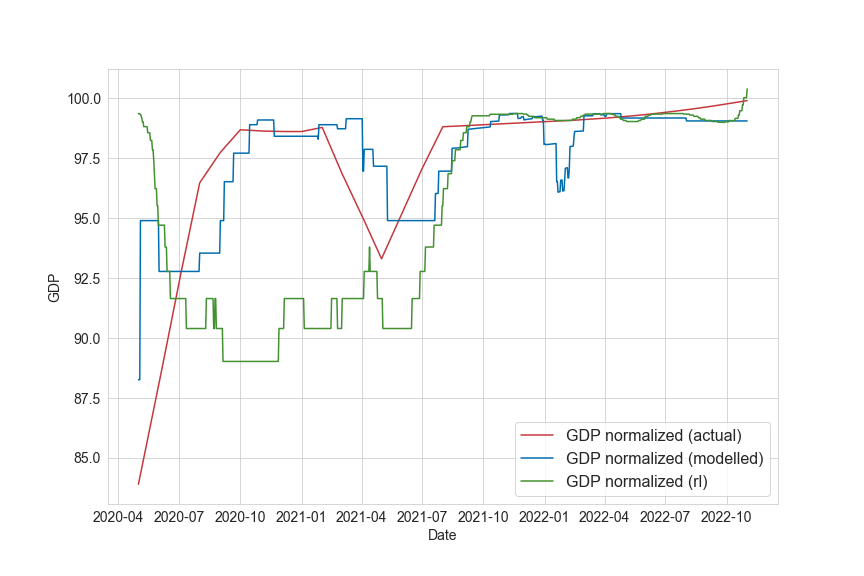 100.0
97.5
95.0
92.5
90.0
87.5
85.0
GDP
GDP normalized (actual)
GDP normalized (modelled)
GDP normalized (rl)
2020-04 2020-07 2020-10 2021-01 2021-04 2021-07 2021-10 2022-01 2022-04 2022-07 2022-10
Date